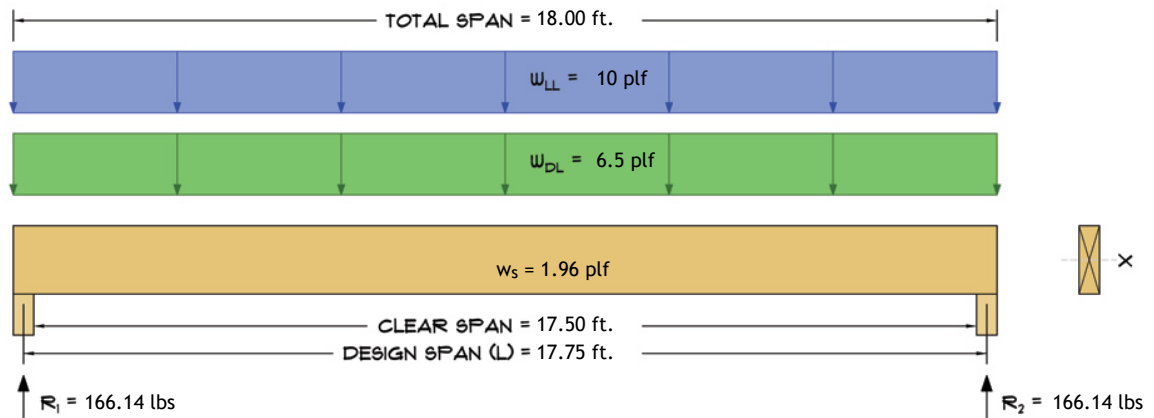 TOTAL SPAN = 18.00 ft.
WLL = 10 plf
WDL = 6.5 plf
ws = 1.96 plf
X
CLEAR SPAN = 17.50 ft.
DESIGN SPAN (L) = 17.75 ft.
R1 = 166.14 lbs
R2 = 166.14 lbs